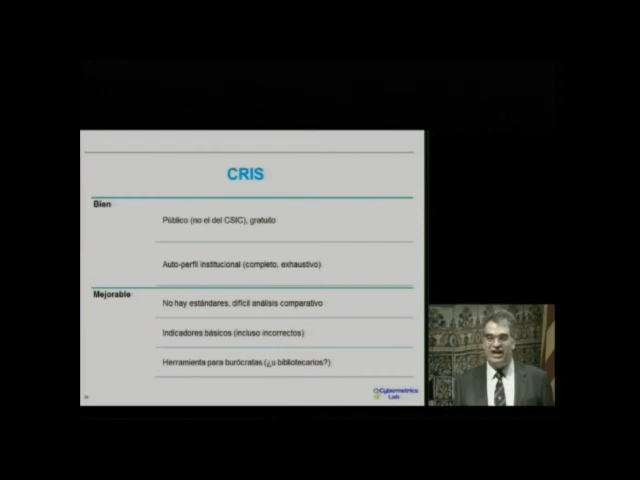 CRIS
Bien
Público (no el del CSIC), gratuito
Auto-perfil institucional (completo, exhaustivo)
Mejorable
No hay estándares, difícil análisis comparativo
Indicadores básicos (incluso incorrectos)
Herramienta para burócratas (¿u bibliotecarios?)
Cybermetrics
Lab